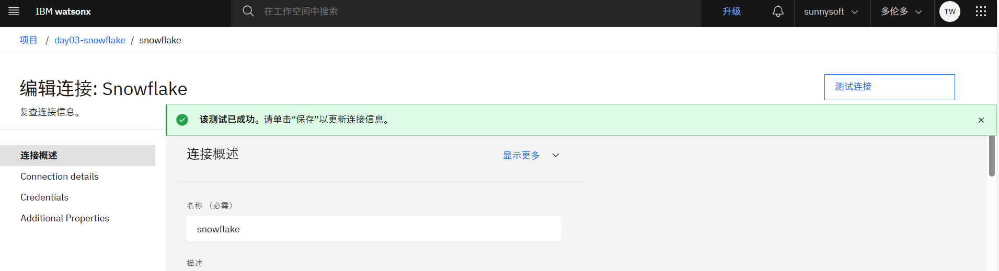 IBM watsonx 在工作空间中搜索 升级 sunnysoft 多伦多 TW
项目 / day03-snowflake / snowflake
编辑连接: Snowflake
测试连接
复查连接信息。
该测试已成功。请单击“保存”以更新连接信息。
连接概述
Connection details
Credentials
Additional Properties
连接概述 显示更多
名称 （必需）
snowflake
描述